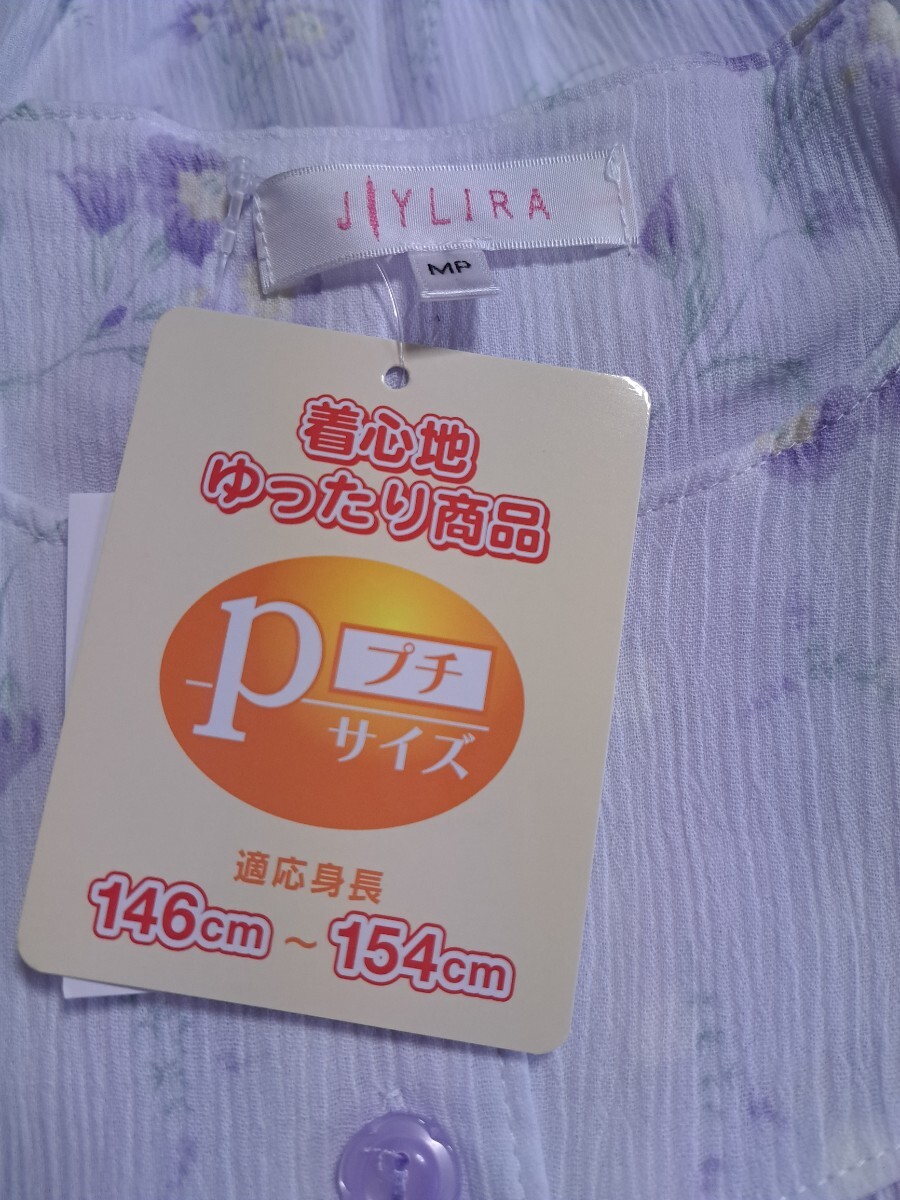 JIYLIRA
MP
着心地
ゆったり商品
p プチ
サイズ
適応身長
146cm ~ 154cm